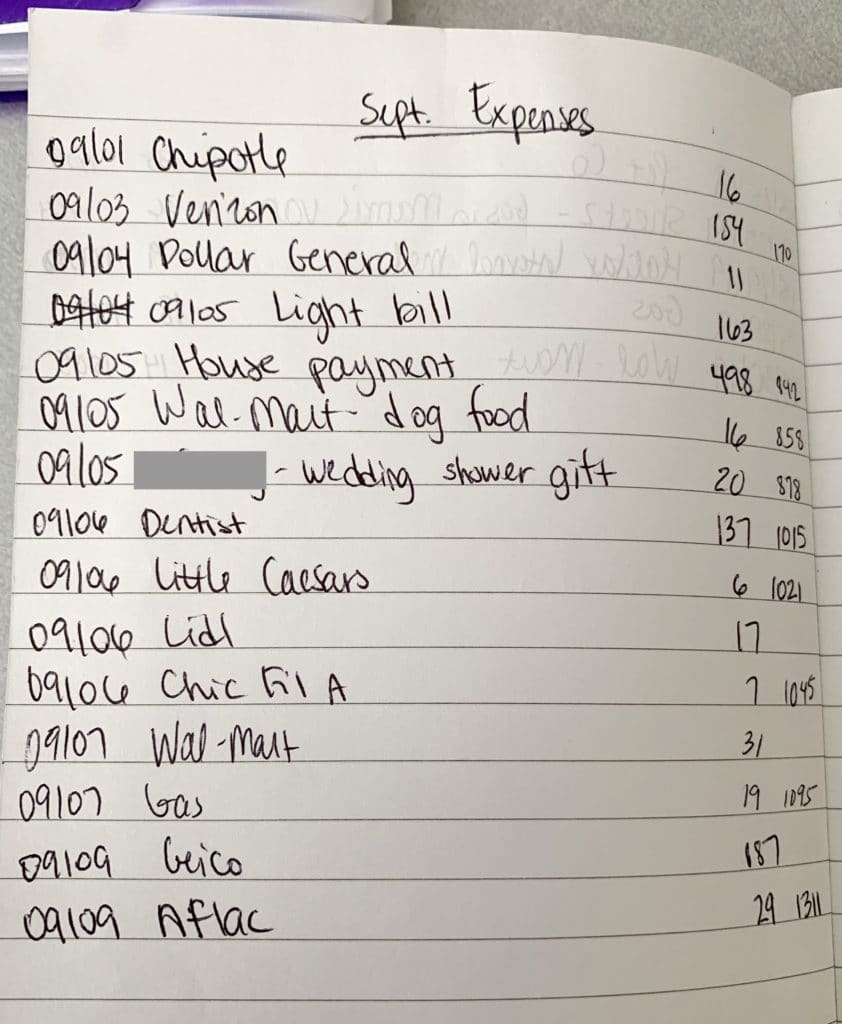 Sept. Expenses
09/01 Chipotle 16
09/03 Verizon 154 170
09/04 Dollar General 11
09/04 09/05 Light bill 163
09/05 House payment 498 842
09/05 Wal-Mart- dog food 16 858
09/05 - wedding shower gift 20 878
09/06 Dentist 137 1015
09/06 Little Caesars 6 1021
09/06 Lidl 17
09/06 Chic Fil A 7 1045
09/07 Wal-Mart 31
09/07 Gas 19 1095
09/09 Geico 187
09/09 Aflac 29 1311